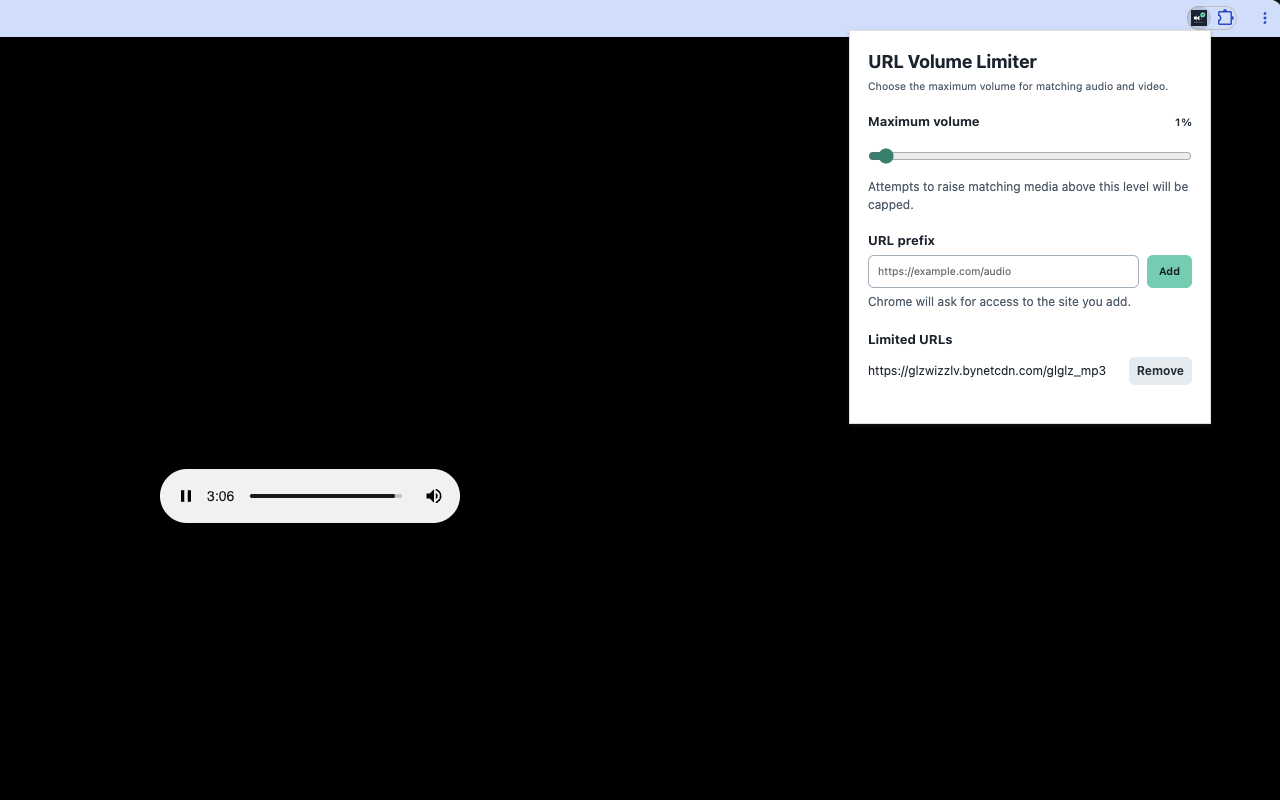 URL Volume Limiter
Choose the maximum volume for matching audio and video.
Maximum volume 1%
Attempts to raise matching media above this level will be
capped.
URL prefix
https://example.com/audio Add
Chrome will ask for access to the site you add.
Limited URLs
https://glzwizzlv.bynetcdn.com/glglz_mp3 Remove
3:06